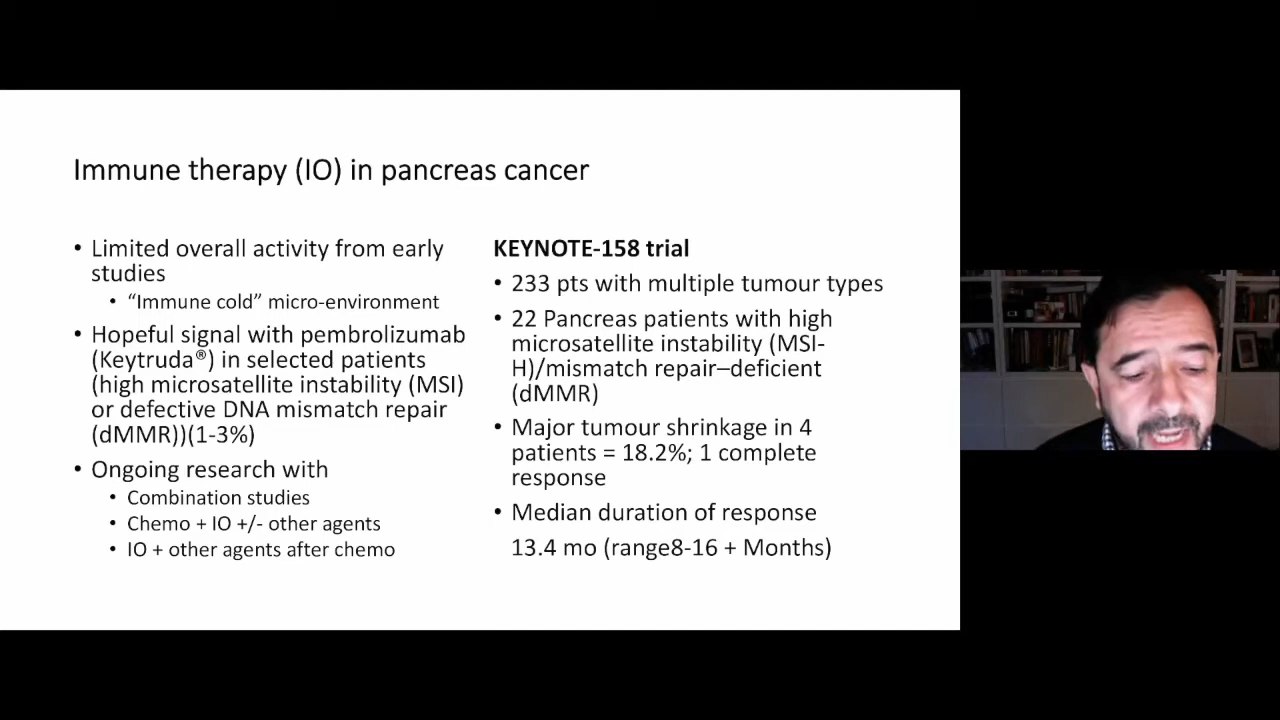 Immune therapy (IO) in pancreas cancer
• Limited overall activity from early
studies
• “Immune cold” micro-environment
• Hopeful signal with pembrolizumab
(Keytruda®) in selected patients
(high microsatellite instability (MSI)
or defective DNA mismatch repair
(dMMR))(1-3%)
• Ongoing research with
• Combination studies
• Chemo + IO +/- other agents
• IO + other agents after chemo
KEYNOTE-158 trial
• 233 pts with multiple tumour types
• 22 Pancreas patients with high
microsatellite instability (MSI-
H)/mismatch repair–deficient
(dMMR)
• Major tumour shrinkage in 4
patients = 18.2%; 1 complete
response
• Median duration of response
13.4 mo (range8-16 + Months)